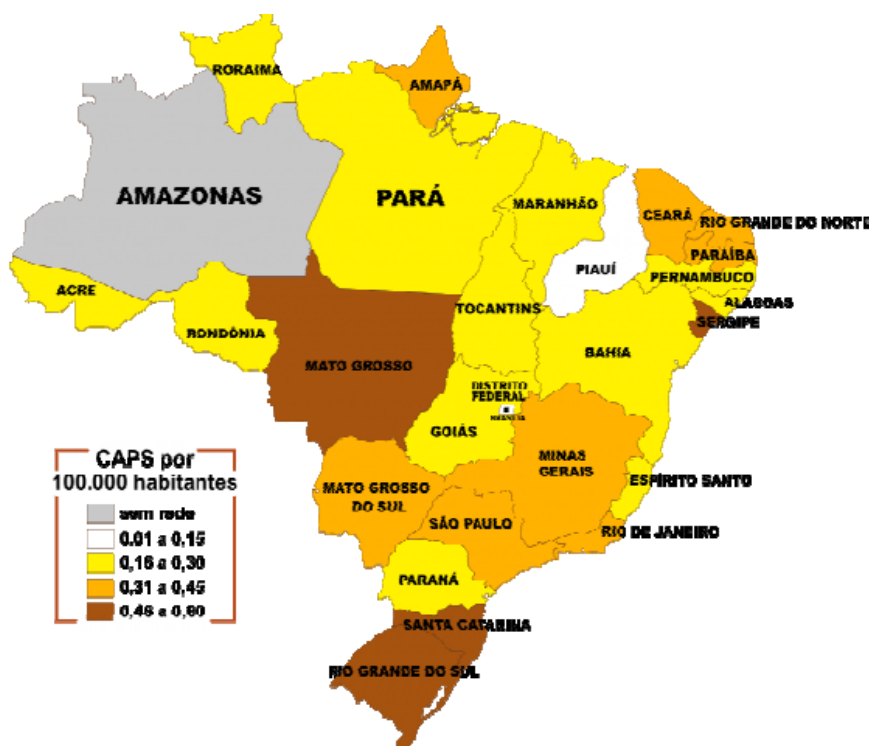 RORAIMA
AMAPÁ
AMAZONAS
PARÁ
MARANHÃO
CEARÁ
RIO GRANDE DO NORTE
PARAÍBA
PIAUÍ
PERNAMBUCO
ACRE
TOCANTINS
ALAGOAS
SERGIPE
RONDÔNIA
BAHIA
MATO GROSSO
DISTRITO
FEDERAL
GOIÁS
MINAS
GERAIS
ESPÍRITO SANTO
MATO GROSSO
DO SUL
SÃO PAULO
RIO DE JANEIRO
PARANÁ
SANTA CATARINA
RIO GRANDE DO SUL
CAPS por
100.000 habitantes
sem rede
0.01 a 0,15
0,16 a 0,30
0,31 a 0,45
0,46 a 0,60